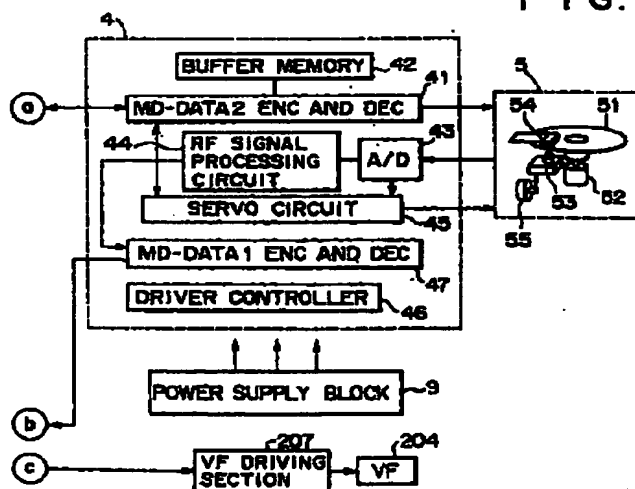 FIG.
4
BUFFER MEMORY
42
41
a
MD-DATA2 ENC AND DEC
5
54
51
44
RF SIGNAL
PROCESSING
CIRCUIT
43
A/D
SERVO CIRCUIT
45
53
52
55
MD-DATA1 ENC AND DEC
47
DRIVER CONTROLLER
46
POWER SUPPLY BLOCK
9
b
207
204
c
VF DRIVING
SECTION
VF